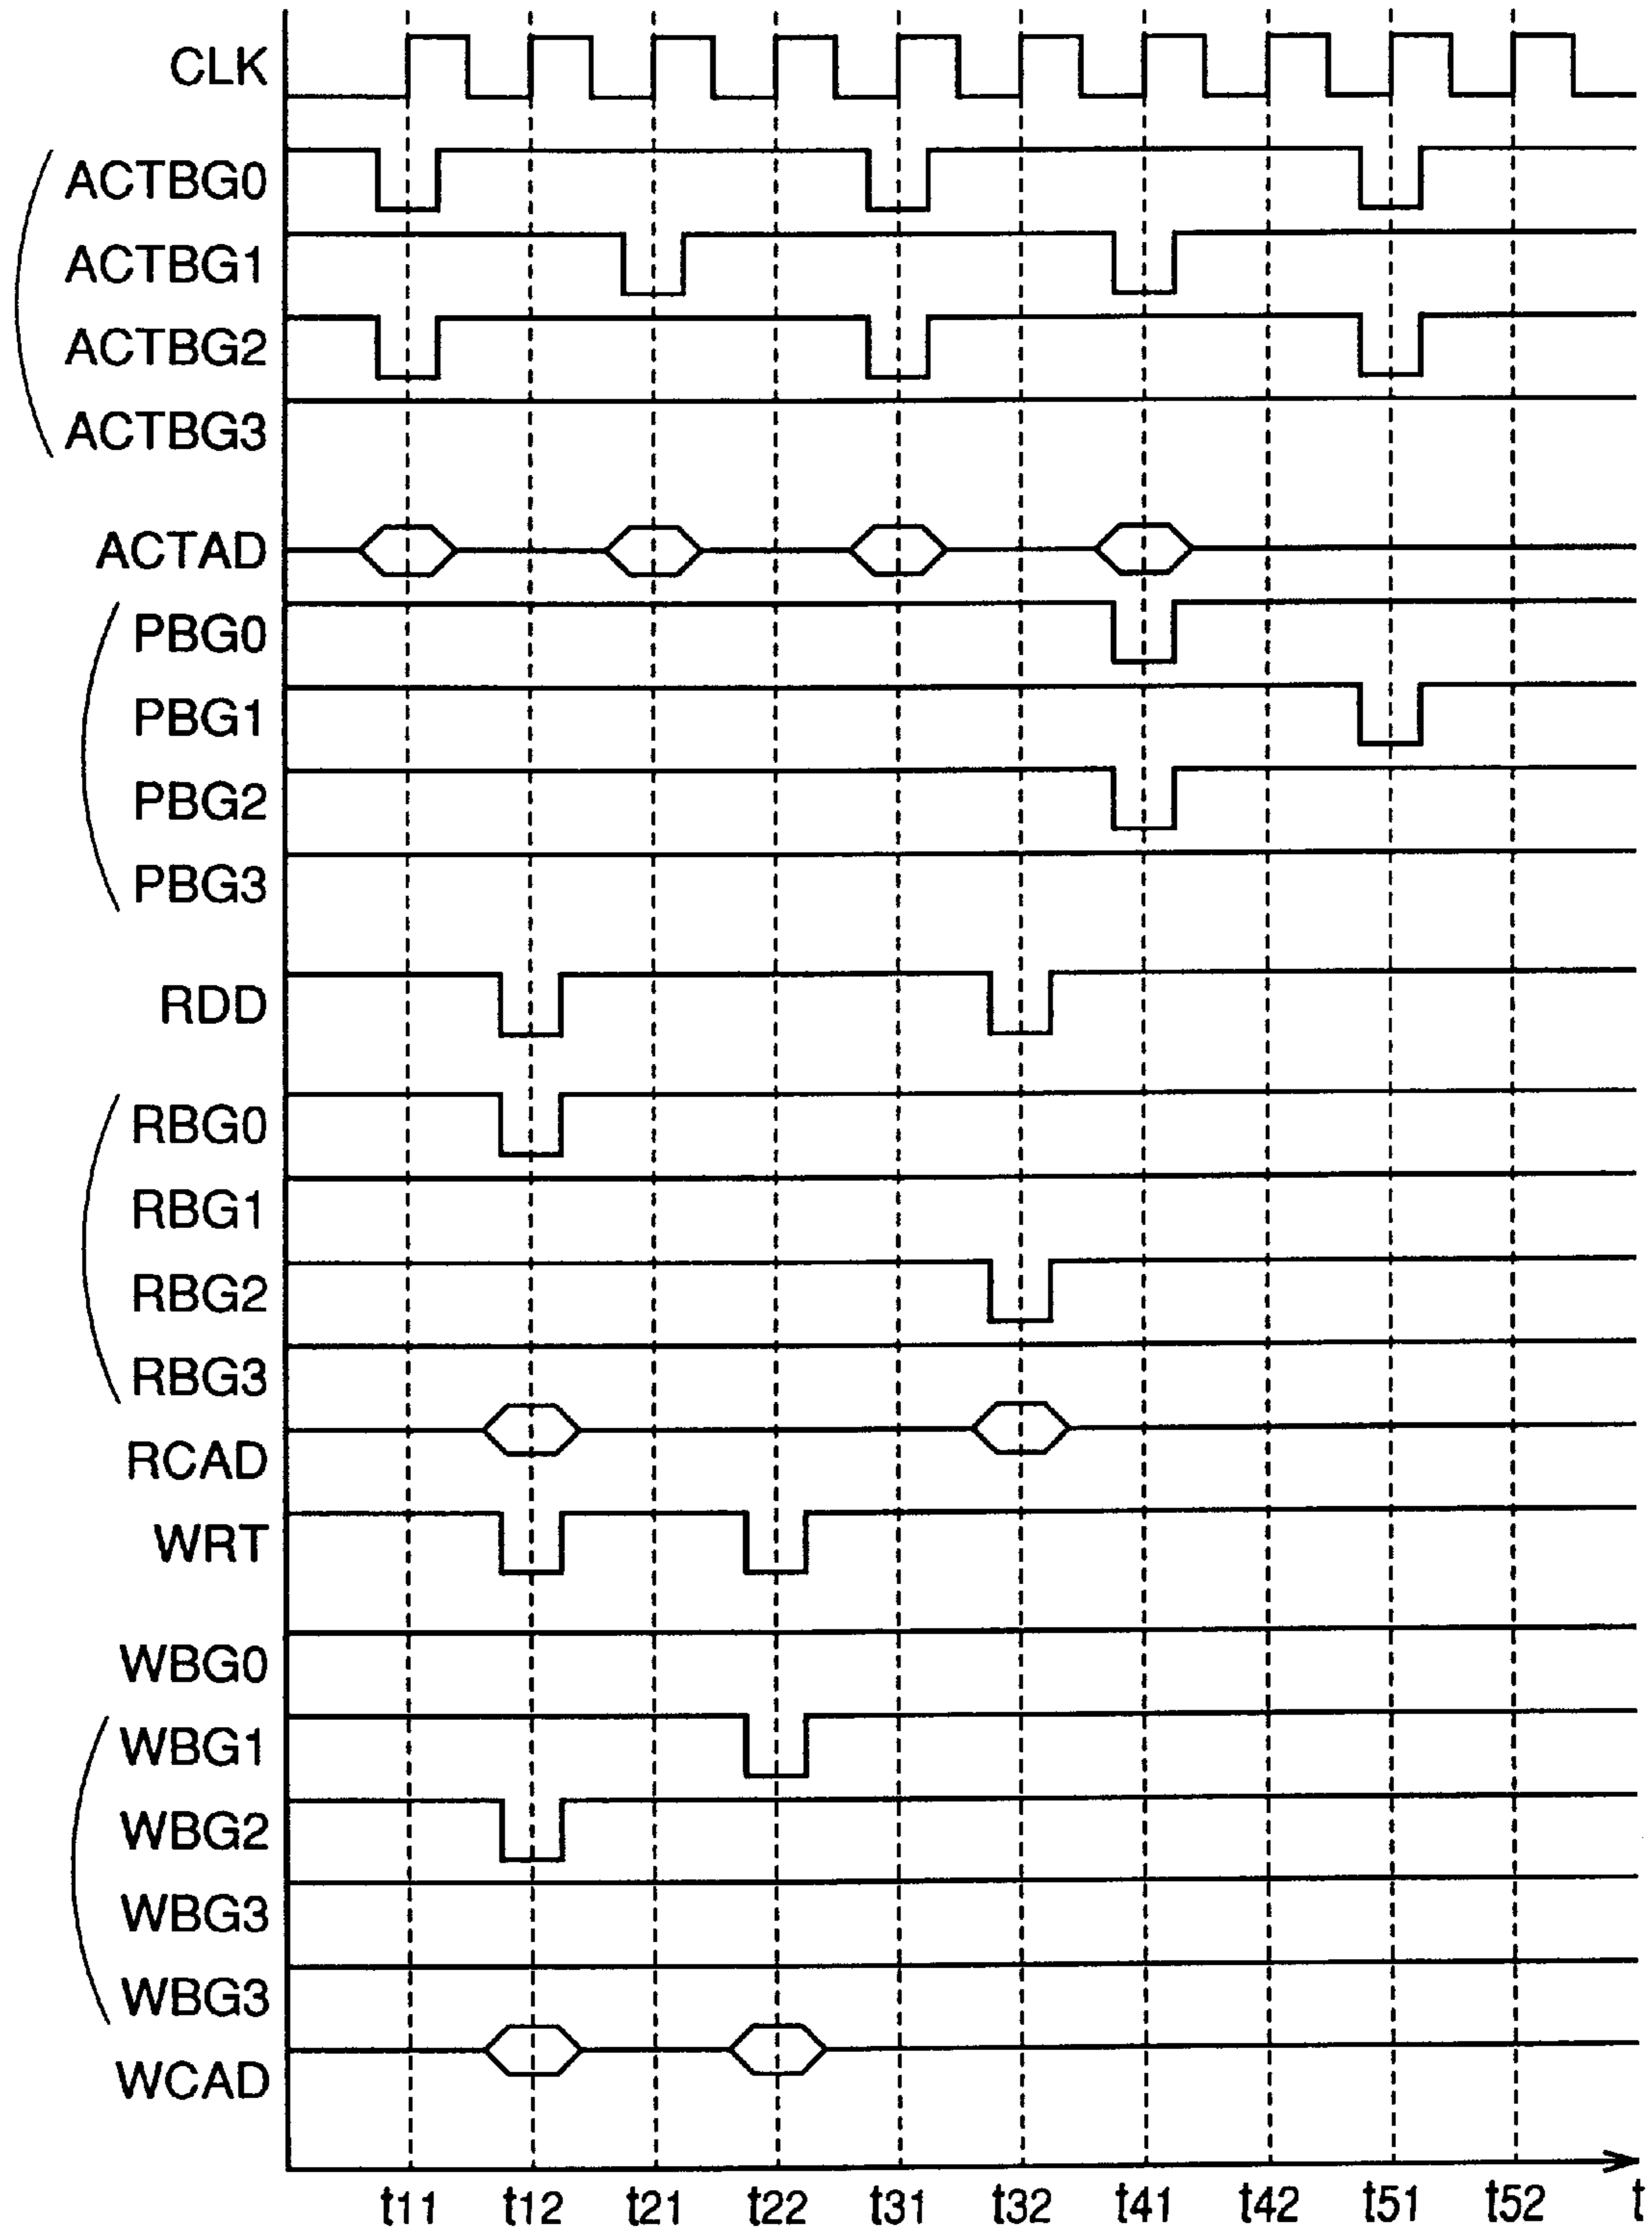 CLK
ACTBG0
ACTBG1
ACTBG2
ACTBG3
ACTAD
PBG0
PBG1
PBG2
PBG3
RDD
RBG0
RBG1
RBG2
RBG3
RCAD
WRT
WBG0
WBG1
WBG2
WBG3
WBG3
WCAD
t11 t12 t21 t22 t31 t32 t41 t42 t51 t52 t